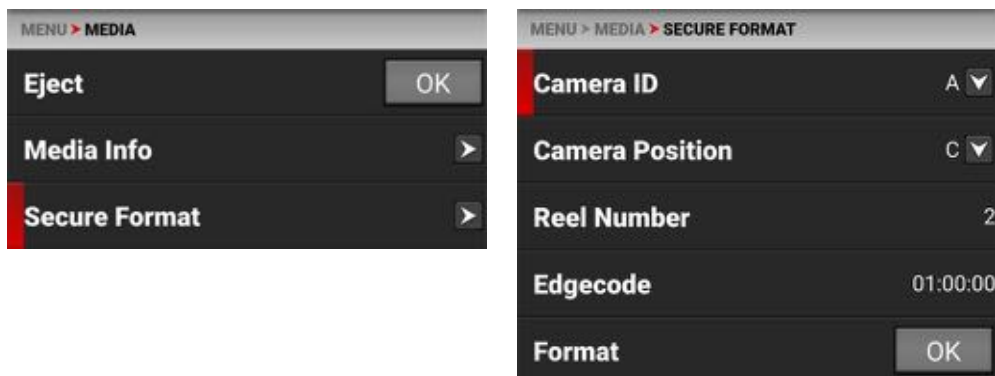 MENU > MEDIA
Eject OK
Media Info
Secure Format
MENU > MEDIA > SECURE FORMAT
Camera ID A
Camera Position C
Reel Number 2
Edgecode 01:00:00
Format OK